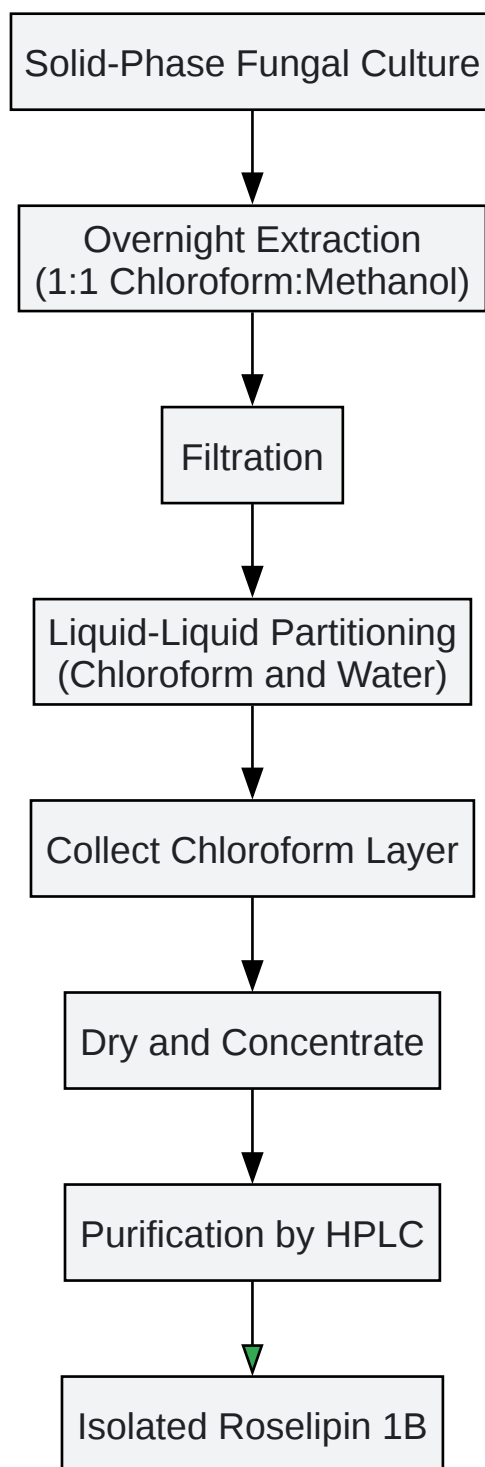 Solid-Phase Fungal Culture
Overnight Extraction
(1:1 Chloroform:Methanol)
Filtration
Liquid-Liquid Partitioning
(Chloroform and Water)
Collect Chloroform Layer
Dry and Concentrate
Purification by HPLC
Isolated Roselipin 1B